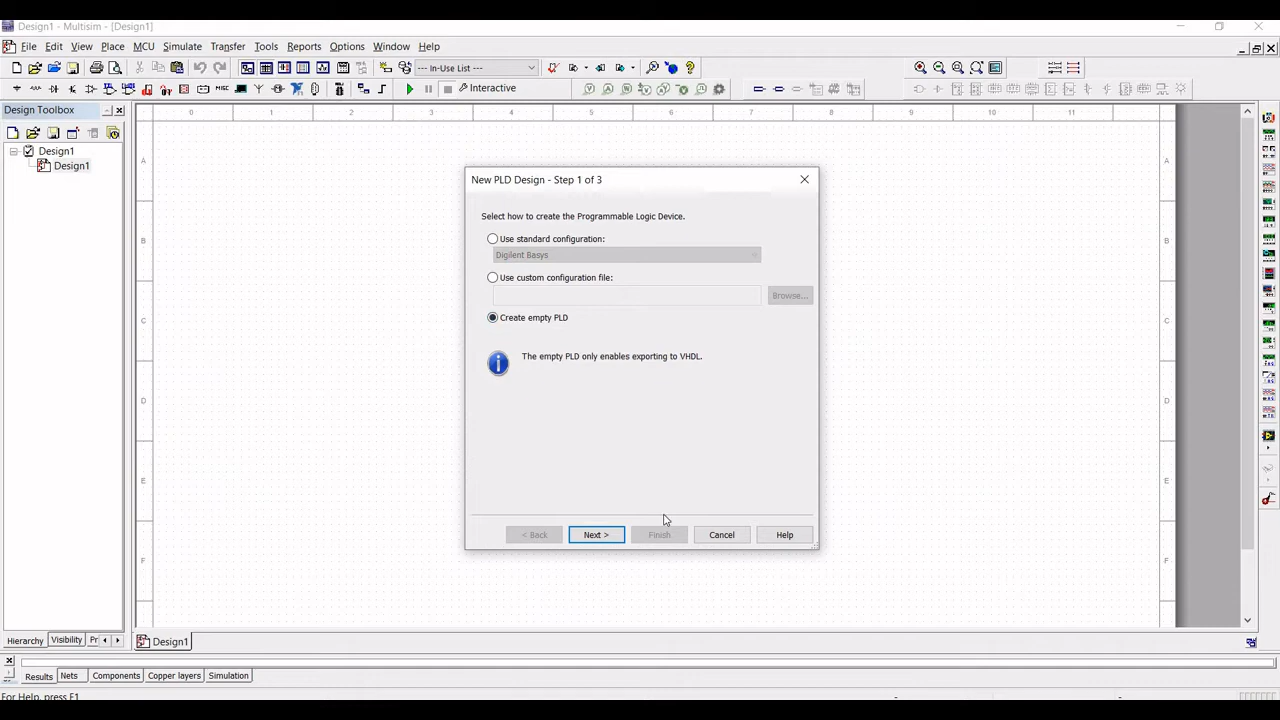 Design1 - Multisim - [Design1]
File Edit View Place MCU Simulate Transfer Tools Reports Options Window Help
--- In-Use List ---
Interactive
Design Toolbox
Design1
Design1
0 1 2 3 4 5 6 7 8 9 10 11
A A
B B
C C
D D
E E
F F
New PLD Design - Step 1 of 3
Select how to create the Programmable Logic Device.
Use standard configuration:
Digilent Basys
Use custom configuration file:
Browse...
Create empty PLD
The empty PLD only enables exporting to VHDL.
< Back Next > Finish Cancel Help
Hierarchy Visibility Pr
Design1
Results Nets Components Copper layers Simulation
For Help, press F1